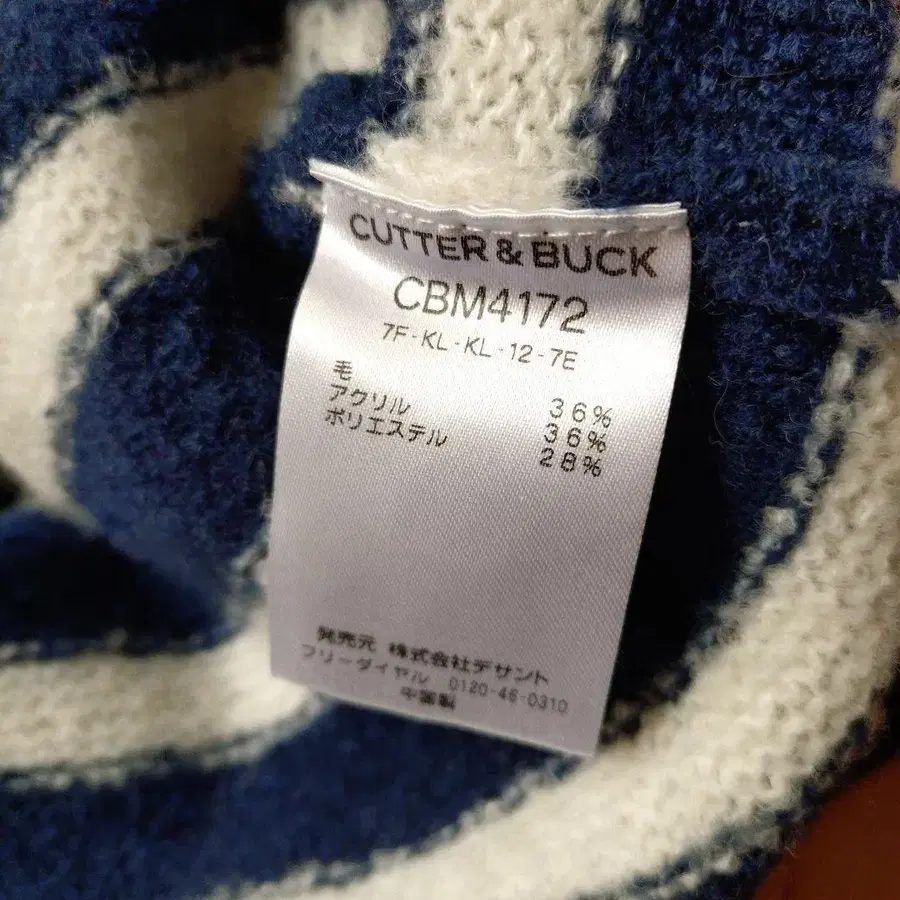 CUTTER & BUCK
CBM4172
7F-KL-KL-12-7E
毛 36%
アクリル 36%
ポリエステル 28%
発売元 株式会社デサント
フリーダイヤル 0120-46-0310
中国製